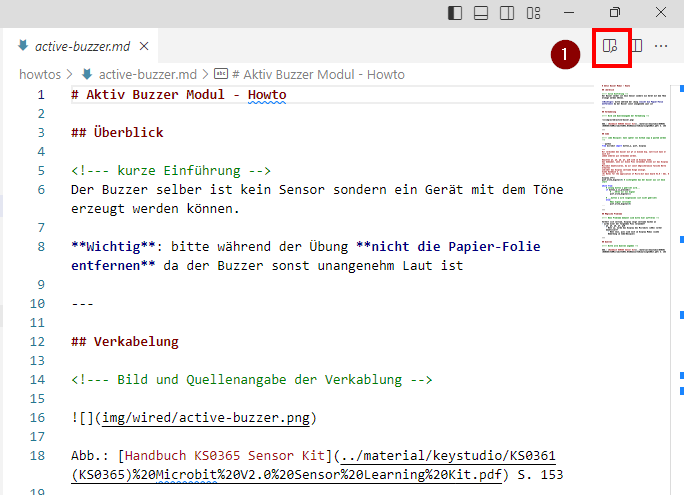 active-buzzer.md
1
howtos > active-buzzer.md > abc # Aktiv Buzzer Modul - Howto
1 # Aktiv Buzzer Modul - Howto
2
3 ## Überblick
4
5 <!--- kurze Einführung -->
6 Der Buzzer selber ist kein Sensor sondern ein Gerät mit dem Töne
erzeugt werden können.
7
8 **Wichtig**: bitte während der Übung **nicht die Papier-Folie
entfernen** da der Buzzer sonst unangenehm Laut ist
9
10 ---
11
12 ## Verkabelung
13
14 <!--- Bild und Quellenangabe der Verkablung -->
15
16 ![](img/wired/active-buzzer.png)
17
18 Abb.: [Handbuch KS0365 Sensor Kit](../material/keystudio/KS0361
(KS0365)%20Microbit%20V2.0%20Sensor%20Learning%20Kit.pdf) S. 153
19